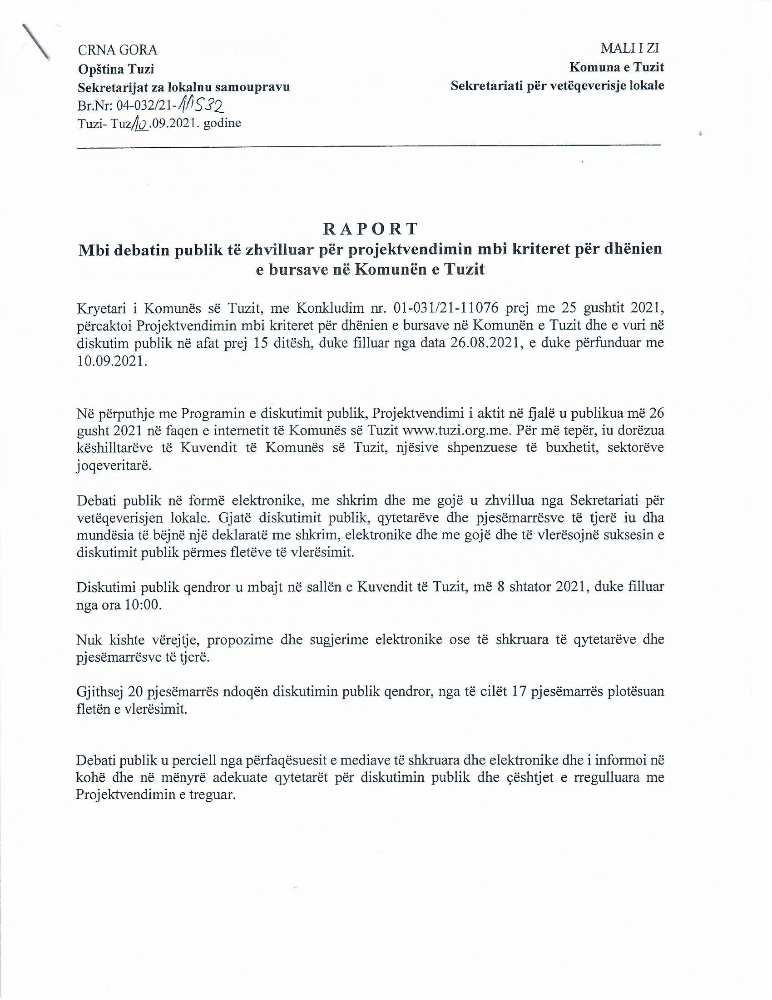 CRNA GORA
Opština Tuzi
Sekretarijat za lokalnu samoupravu
Br.Nr: 04-032/21-11532
Tuzi- Tuz 10.09.2021. godine
MALI I ZI
Komuna e Tuzit
Sekretariati për vetëqeverisje lokale
R A P O R T
Mbi debatin publik të zhvilluar për projektvendimin mbi kriteret për dhënien
e bursave në Komunën e Tuzit
Kryetari i Komunës së Tuzit, me Konkludim nr. 01-031/21-11076 prej me 25 gushtit 2021,
përcaktoi Projektvendimin mbi kriteret për dhënien e bursave në Komunën e Tuzit dhe e vuri në
diskutim publik në afat prej 15 ditësh, duke filluar nga data 26.08.2021, e duke përfunduar me
10.09.2021.
Në përputhje me Programin e diskutimit publik, Projektvendimi i aktit në fjalë u publikua më 26
gusht 2021 në faqen e internetit të Komunës së Tuzit www.tuzi.org.me. Për më tepër, iu dorëzua
këshilltarëve të Kuvendit të Komunës së Tuzit, njësive shpenzuese të buxhetit, sektorëve
joqeveritarë.
Debati publik në formë elektronike, me shkrim dhe me gojë u zhvillua nga Sekretariati për
vetëqeverisjen lokale. Gjatë diskutimit publik, qytetarëve dhe pjesëmarrësve të tjerë iu dha
mundësia të bëjnë një deklaratë me shkrim, elektronike dhe me gojë dhe të vlerësojnë suksesin e
diskutimit publik përmes fletëve të vlerësimit.
Diskutimi publik qendror u mbajt në sallën e Kuvendit të Tuzit, më 8 shtator 2021, duke filluar
nga ora 10:00.
Nuk kishte vërejtje, propozime dhe sugjerime elektronike ose të shkruara të qytetarëve dhe
pjesëmarrësve të tjerë.
Gjithsej 20 pjesëmarrës ndoqën diskutimin publik qendror, nga të cilët 17 pjesëmarrës plotësuan
fletën e vlerësimit.
Debati publik u perciell nga përfaqësuesit e mediave të shkruara dhe elektronike dhe i informoi në
kohë dhe në mënyrë adekuate qytetarët për diskutimin publik dhe çështjet e rregulluara me
Projektvendimin e treguar.